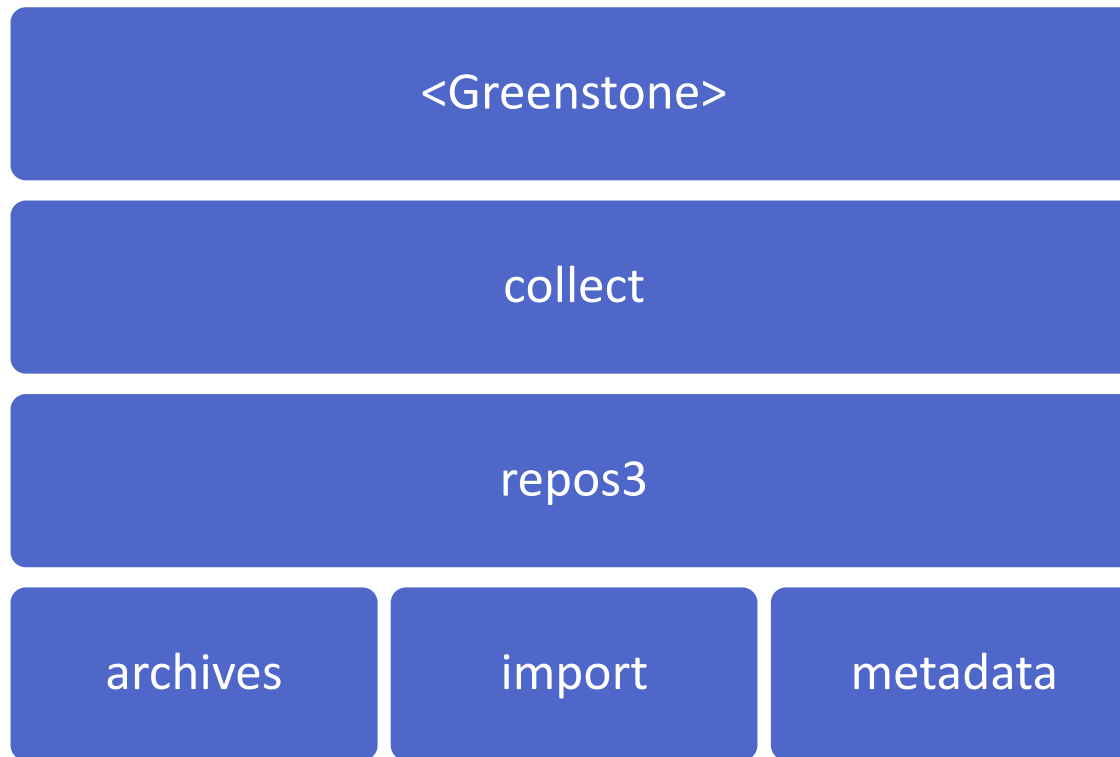 <Greenstone>
collect
repos3
archives
import
metadata